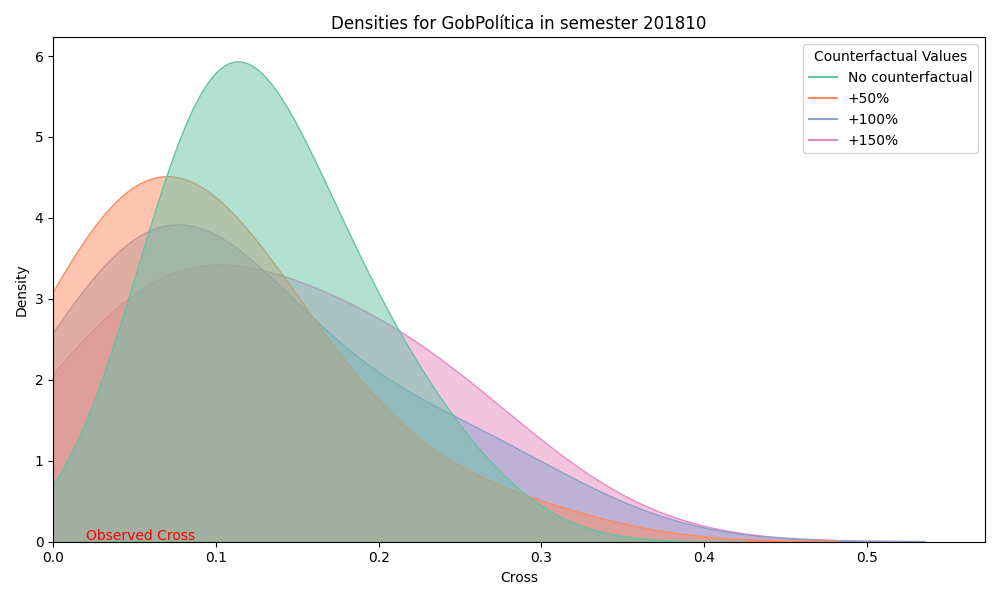 Densities for GobPolítica in semester 201810
Counterfactual Values
No counterfactual
+50%
+100%
+150%
6
5
4
3
2
1
0
Density
Observed Cross
0.0 0.1 0.2 0.3 0.4 0.5
Cross